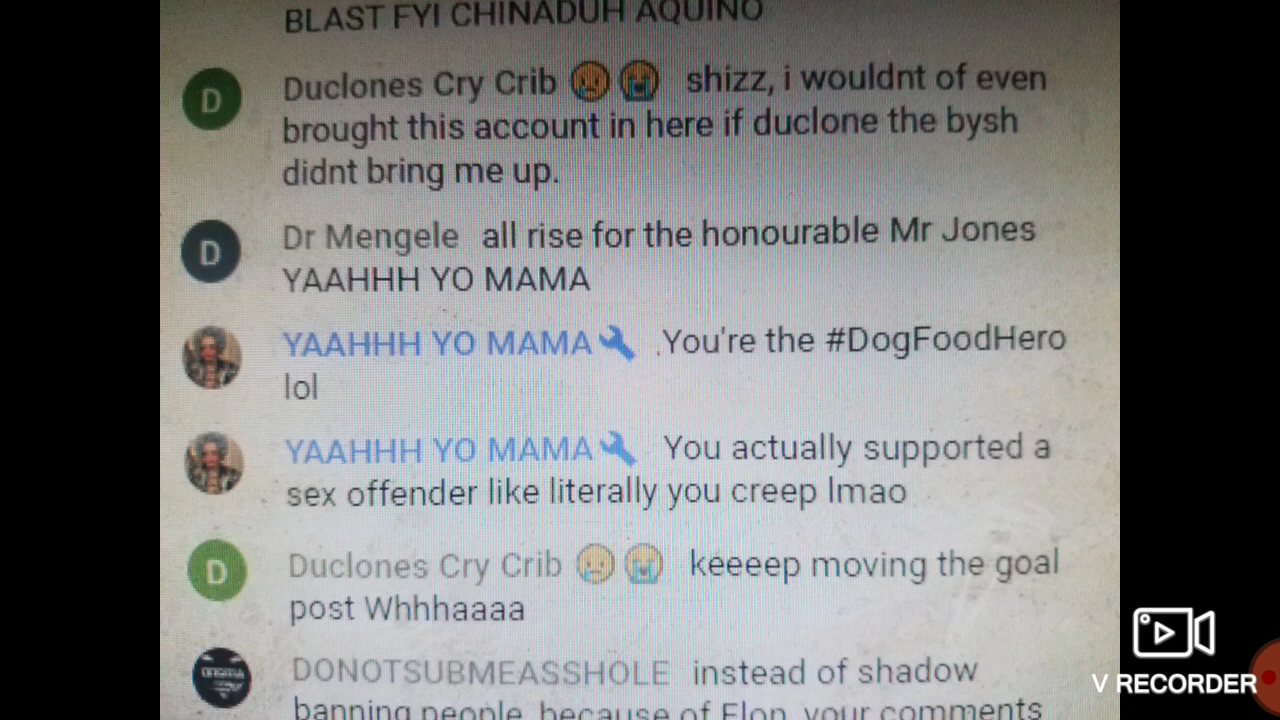 BLAST FYI CHINADUH AQUINO
D
Duclones Cry Crib 😢😭 shizz, i wouldnt of even
brought this account in here if duclone the bysh
didnt bring me up.
D
Dr Mengele all rise for the honourable Mr Jones
YAAHHH YO MAMA
YAAHHH YO MAMA🔧 .You're the #DogFoodHero
lol
YAAHHH YO MAMA🔧 You actually supported a
sex offender like literally you creep lmao
D
Duclones Cry Crib 😢😭 keeeep moving the goal
post Whhhaaaa
DONOTSUBMEASSHOLE instead of shadow
banning people, because of Elon, your comments
V RECORDER